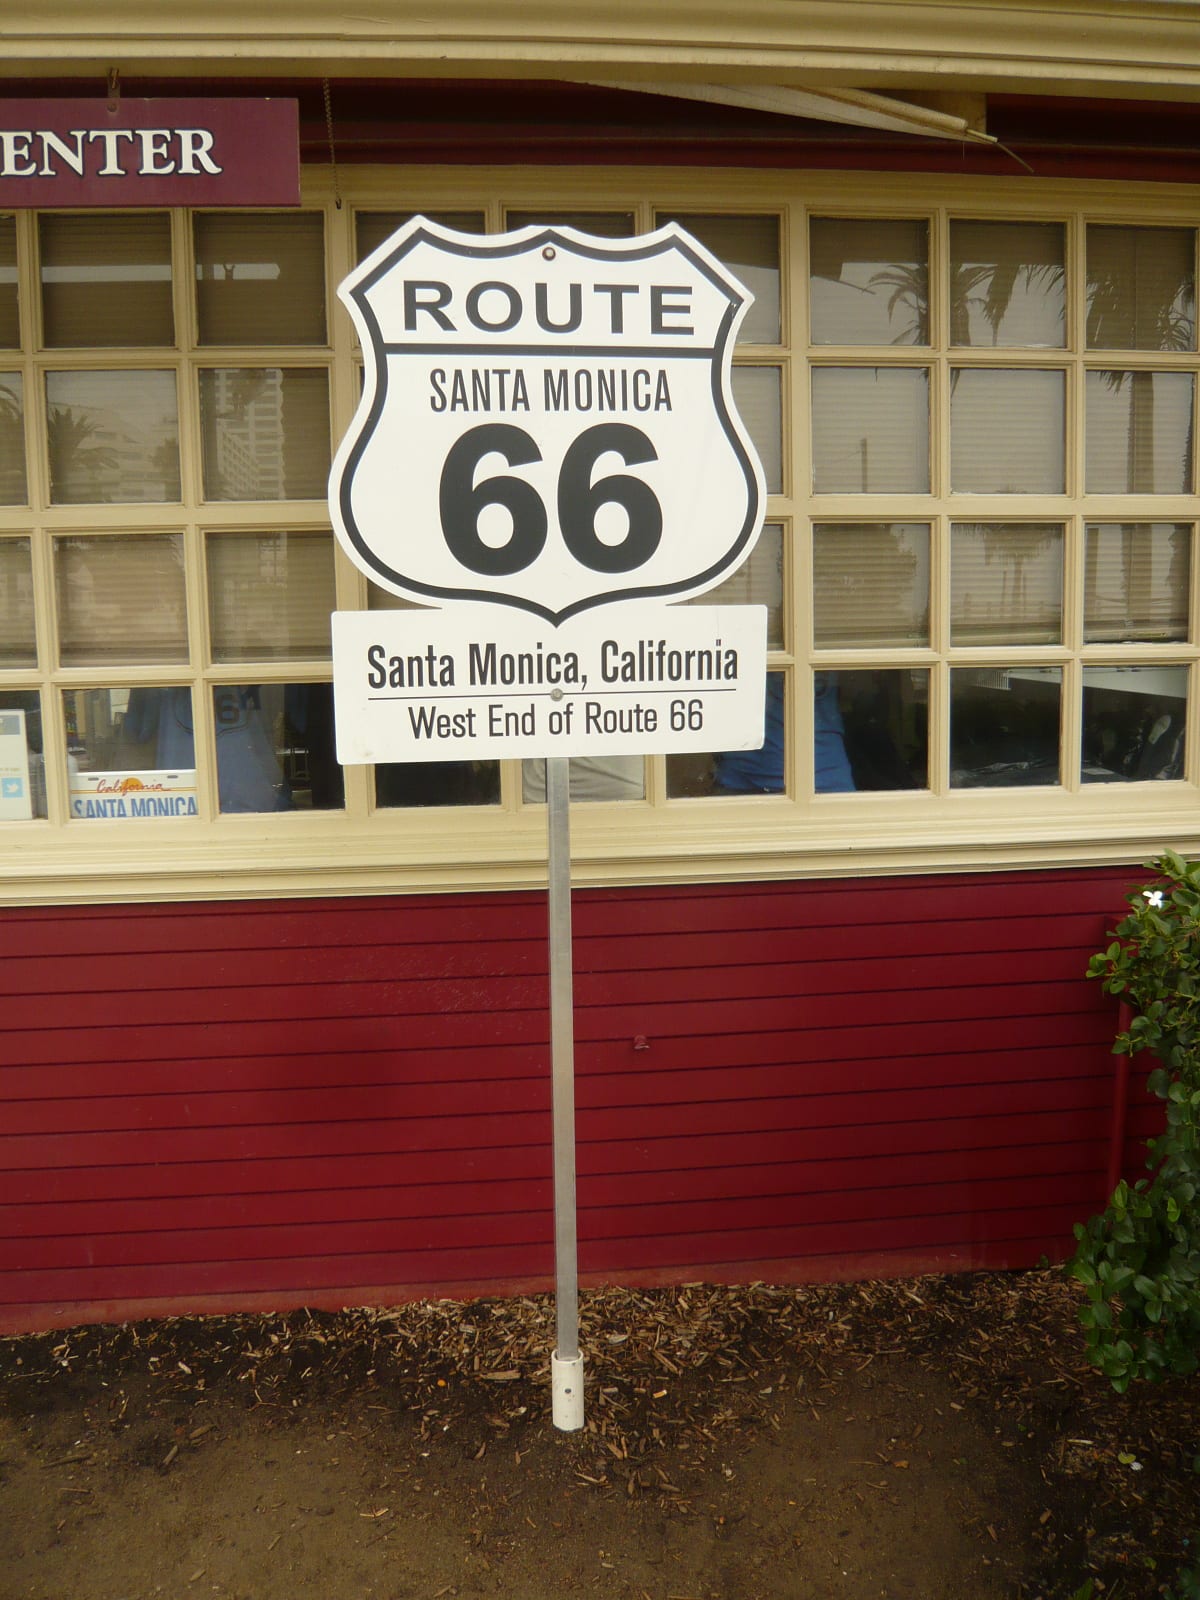 ENTER
ROUTE
SANTA MONICA
66
Santa Monica, California
West End of Route 66
California
SANTA MONICA